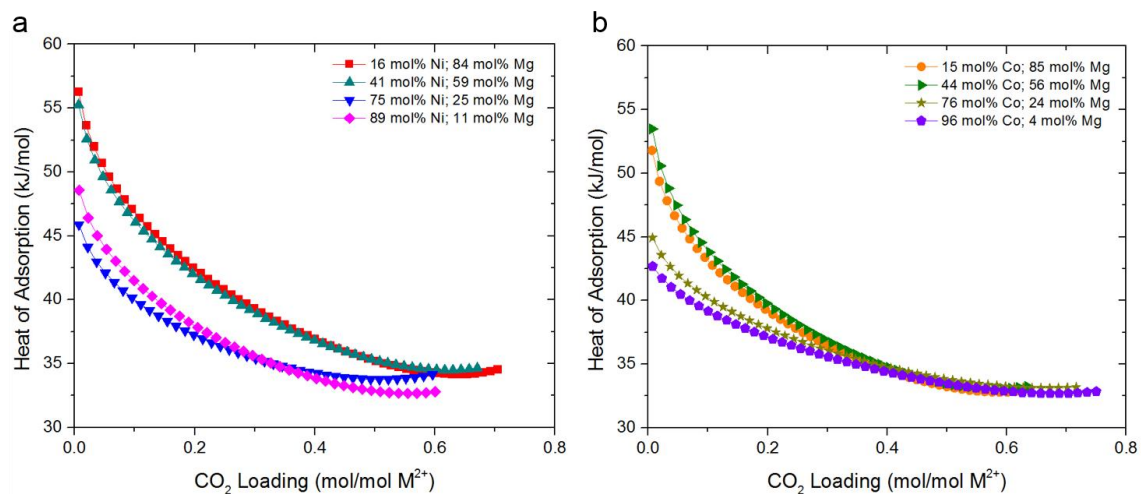 a
60
55
50
45
40
35
30
Heat of Adsorption (kJ/mol)
16 mol% Ni; 84 mol% Mg
41 mol% Ni; 59 mol% Mg
75 mol% Ni; 25 mol% Mg
89 mol% Ni; 11 mol% Mg
0.0 0.2 0.4 0.6 0.8
CO₂ Loading (mol/mol M²⁺)
b
60
55
50
45
40
35
30
Heat of Adsorption (kJ/mol)
15 mol% Co; 85 mol% Mg
44 mol% Co; 56 mol% Mg
76 mol% Co; 24 mol% Mg
96 mol% Co; 4 mol% Mg
0.0 0.2 0.4 0.6 0.8
CO₂ Loading (mol/mol M²⁺)